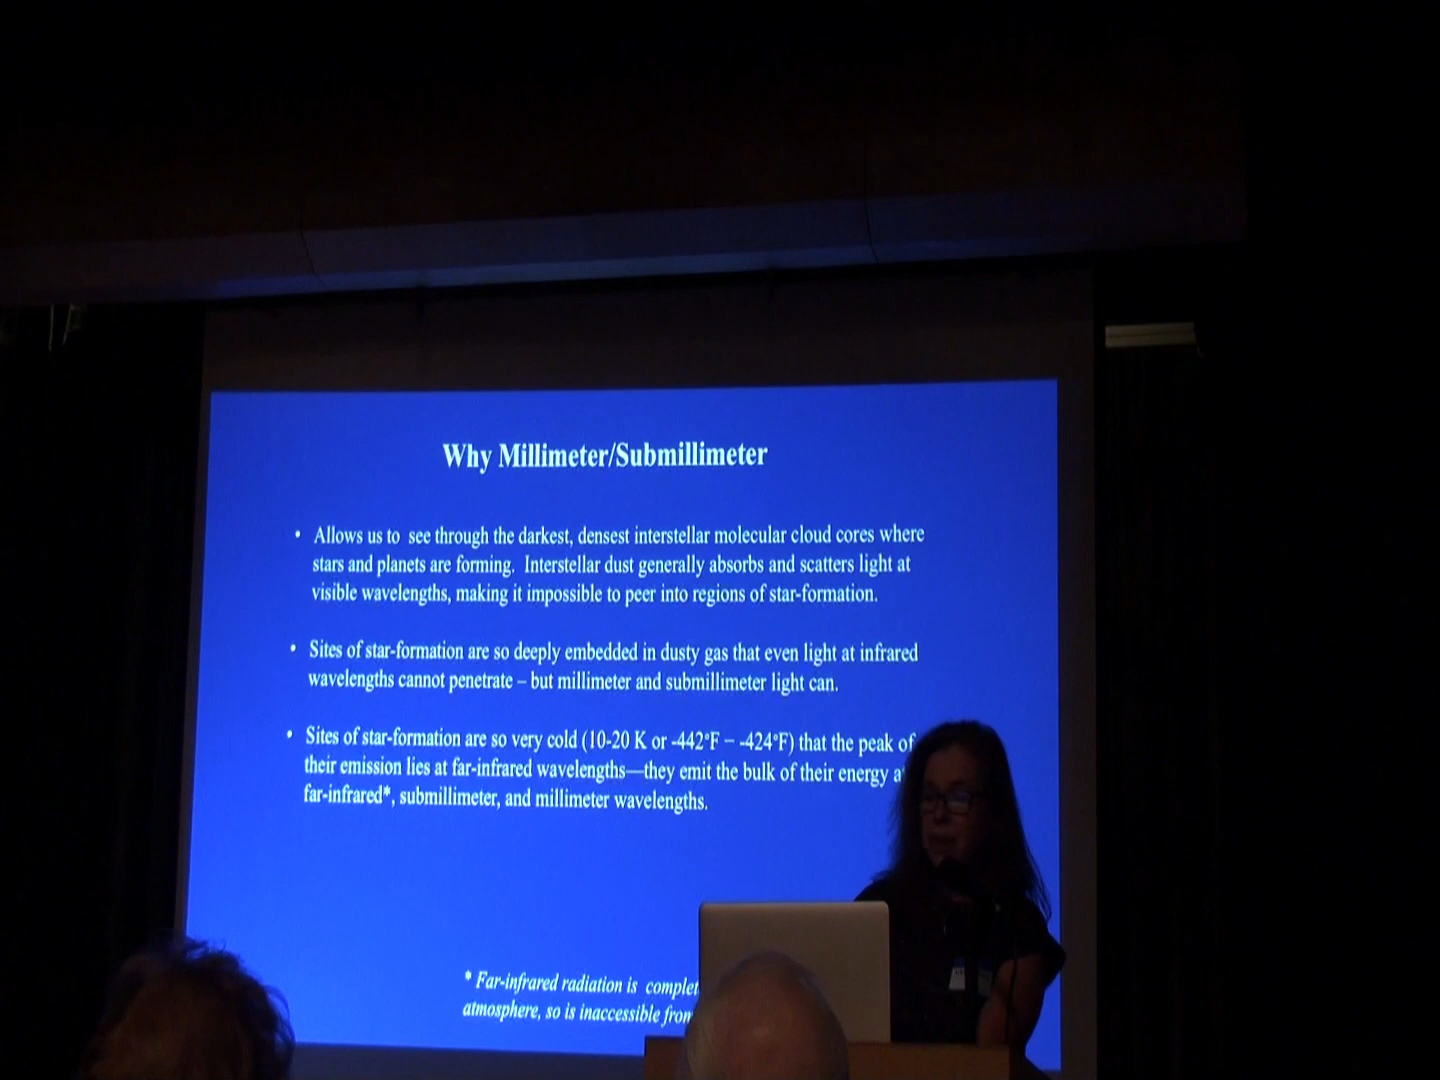 Why Millimeter/Submillimeter
• Allows us to see through the darkest, densest interstellar molecular cloud cores where
stars and planets are forming. Interstellar dust generally absorbs and scatters light at
visible wavelengths, making it impossible to peer into regions of star-formation.
• Sites of star-formation are so deeply embedded in dusty gas that even light at infrared
wavelengths cannot penetrate – but millimeter and submillimeter light can.
• Sites of star-formation are so very cold (10-20 K or -442°F – -424°F) that the peak of
their emission lies at far-infrared wavelengths—they emit the bulk of their energy
far-infrared*, submillimeter, and millimeter wavelengths.
* Far-infrared radiation is
atmosphere, so is inaccessible from